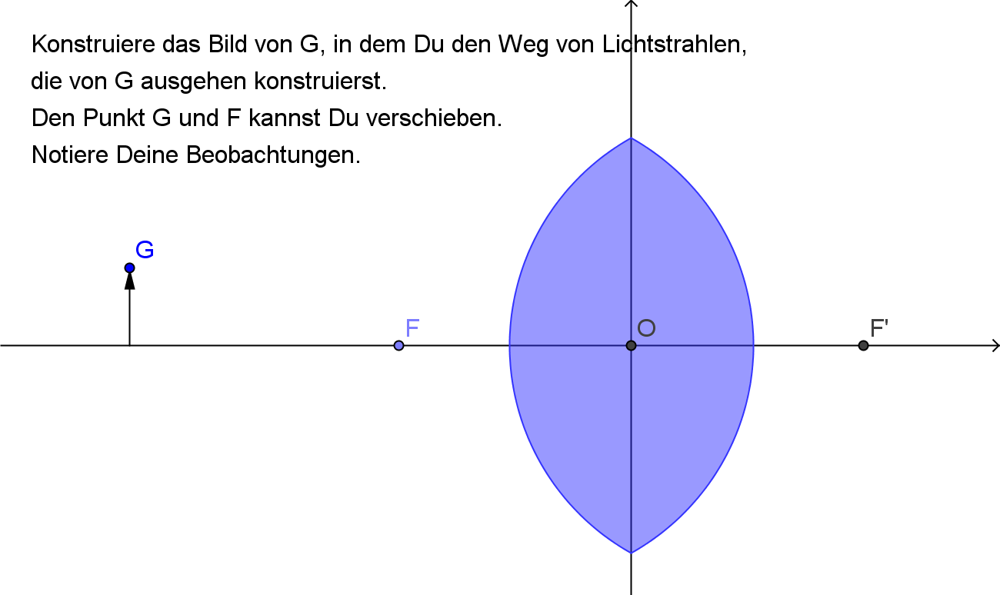 Konstruiere das Bild von G, in dem Du den Weg von Lichtstrahlen,
die von G ausgehen konstruierst.
Den Punkt G und F kannst Du verschieben.
Notiere Deine Beobachtungen.
G
F
O
F'